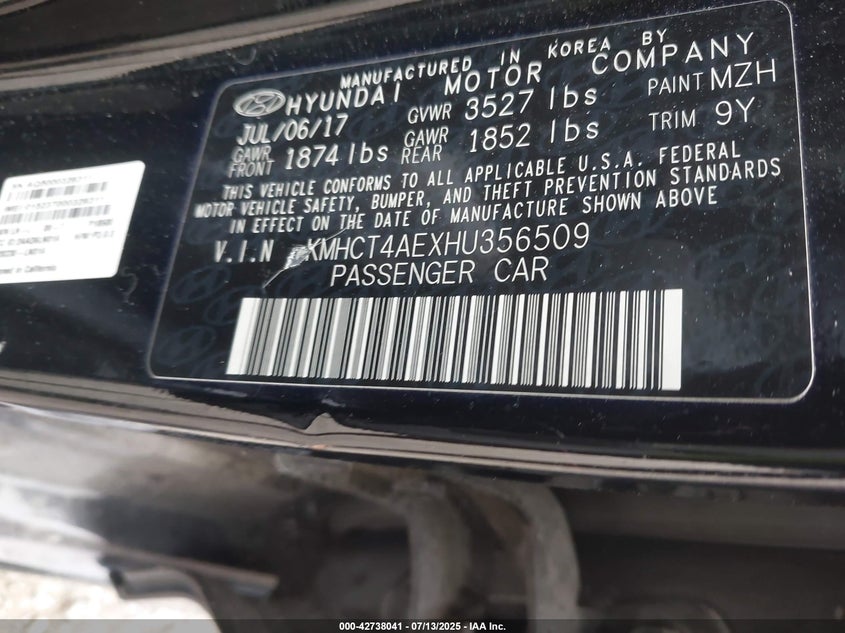 MANUFACTURED IN KOREA BY
HYUNDAI MOTOR COMPANY
JUL/06/17 GVWR 3527 lbs PAINT MZH
GAWR FRONT 1874 lbs GAWR REAR 1852 lbs TRIM 9Y
THIS VEHICLE CONFORMS TO ALL APPLICABLE U.S.A. FEDERAL
MOTOR VEHICLE SAFETY, BUMPER, AND THEFT PREVENTION STANDARDS
IN EFFECT ON THE DATE OF MANUFACTURE SHOWN ABOVE
V.I.N KMHCT4AEXHU356509
PASSENGER CAR
in California
000-42738041 - 07/13/2025 - IAA Inc.